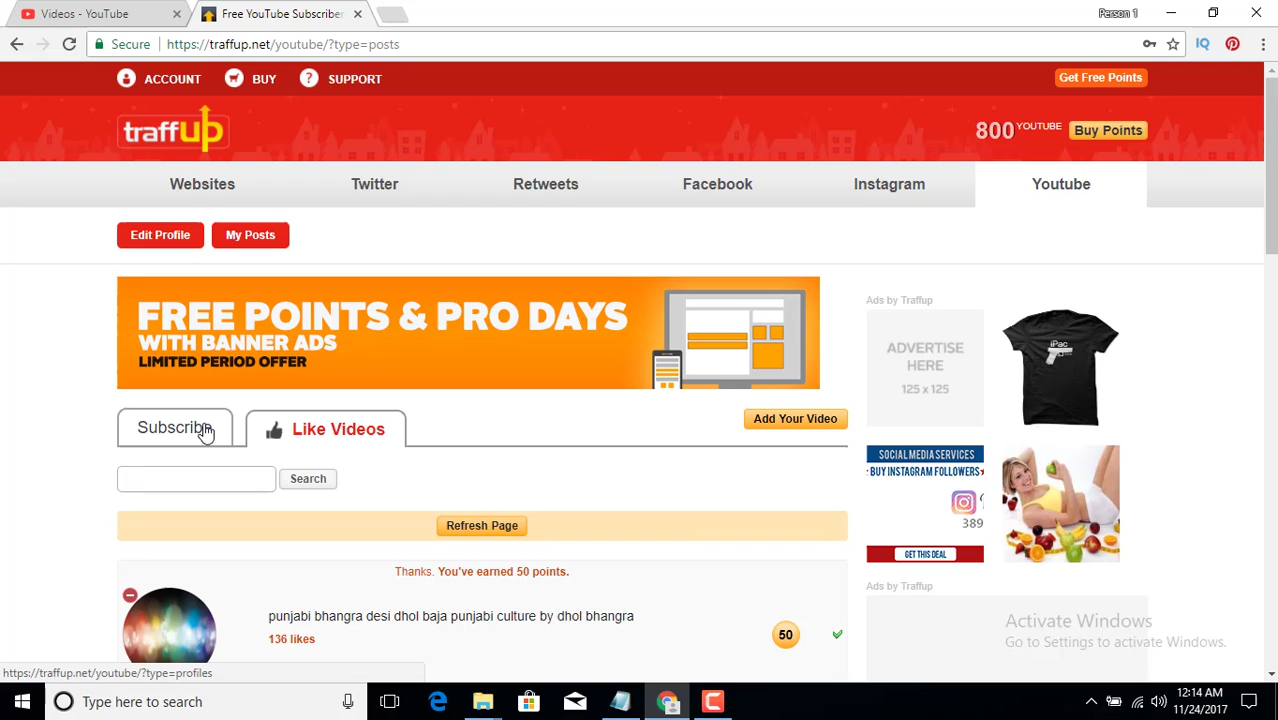 Videos - YouTube
Free YouTube Subscriber
Person 1
Secure
https://traffup.net/youtube/?type=posts
IQ
ACCOUNT BUY ? SUPPORT
Get Free Points
traffup
800 YOUTUBE
Buy Points
Websites Twitter Retweets Facebook Instagram Youtube
Edit Profile My Posts
FREE POINTS & PRO DAYS
WITH BANNER ADS
LIMITED PERIOD OFFER
Ads by Traffup
ADVERTISE
HERE
125 x 125
iPac
Subscribe
Like Videos
Add Your Video
Search
SOCIAL MEDIA SERVICES
BUY INSTAGRAM FOLLOWERS
389
GET THIS DEAL
Refresh Page
Thanks. You've earned 50 points.
punjabi bhangra desi dhol baja punjabi culture by dhol bhangra
136 likes
50
Ads by Traffup
Activate Windows
Go to Settings to activate Windows.
https://traffup.net/youtube/?type=profiles
Type here to search
12:14 AM
11/24/2017